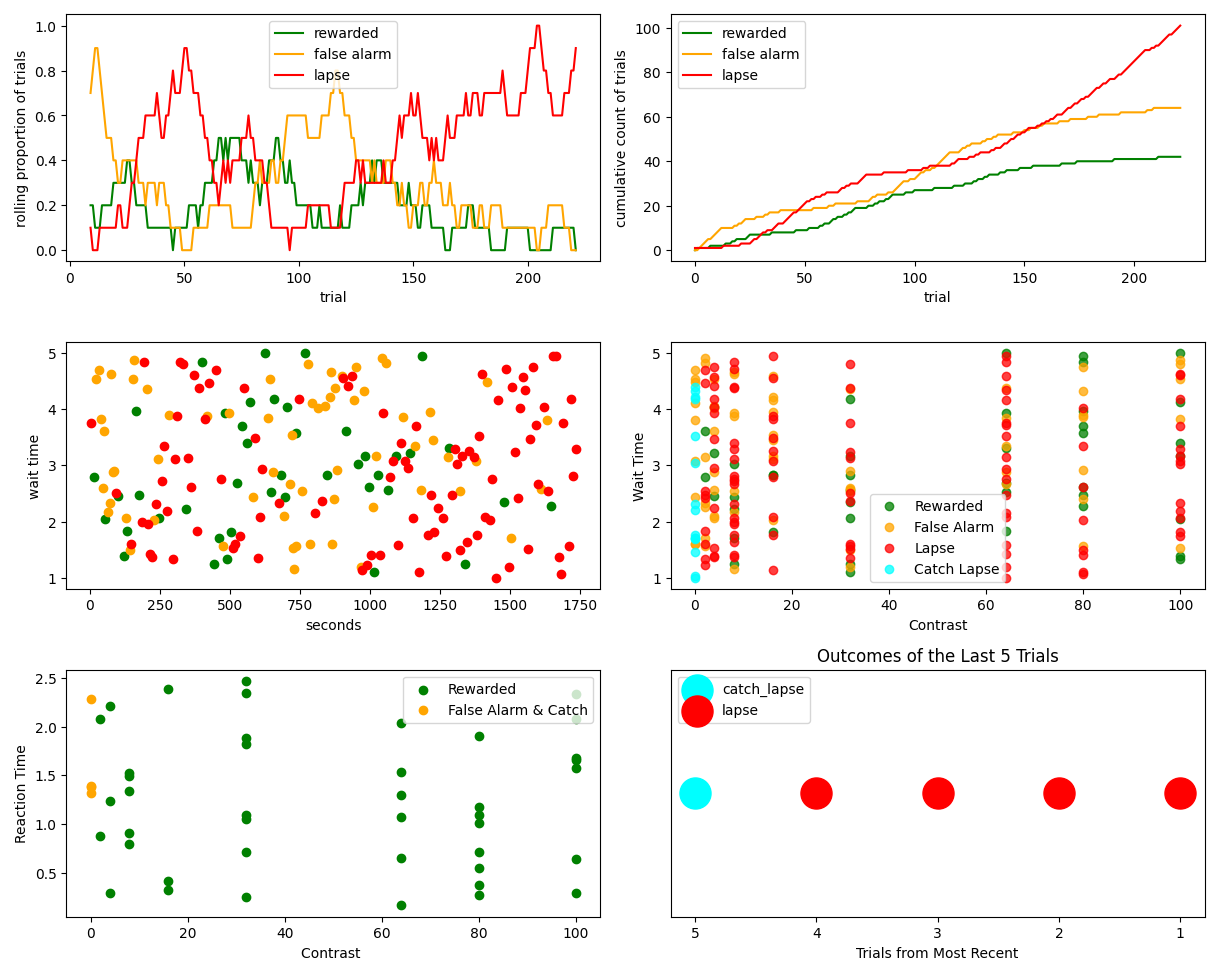 rewarded
false alarm
lapse
rolling proportion of trials
0.0
0.2
0.4
0.6
0.8
1.0
0
50
100
150
200
trial
rewarded
false alarm
lapse
cumulative count of trials
0
20
40
60
80
100
0
50
100
150
200
trial
wait time
1
2
3
4
5
0
250
500
750
1000
1250
1500
1750
seconds
Wait Time
1
2
3
4
5
Rewarded
False Alarm
Lapse
Catch Lapse
0
20
40
60
80
100
Contrast
Reaction Time
0.5
1.0
1.5
2.0
2.5
Rewarded
False Alarm & Catch
0
20
40
60
80
100
Contrast
Outcomes of the Last 5 Trials
catch_lapse
lapse
5
4
3
2
1
Trials from Most Recent